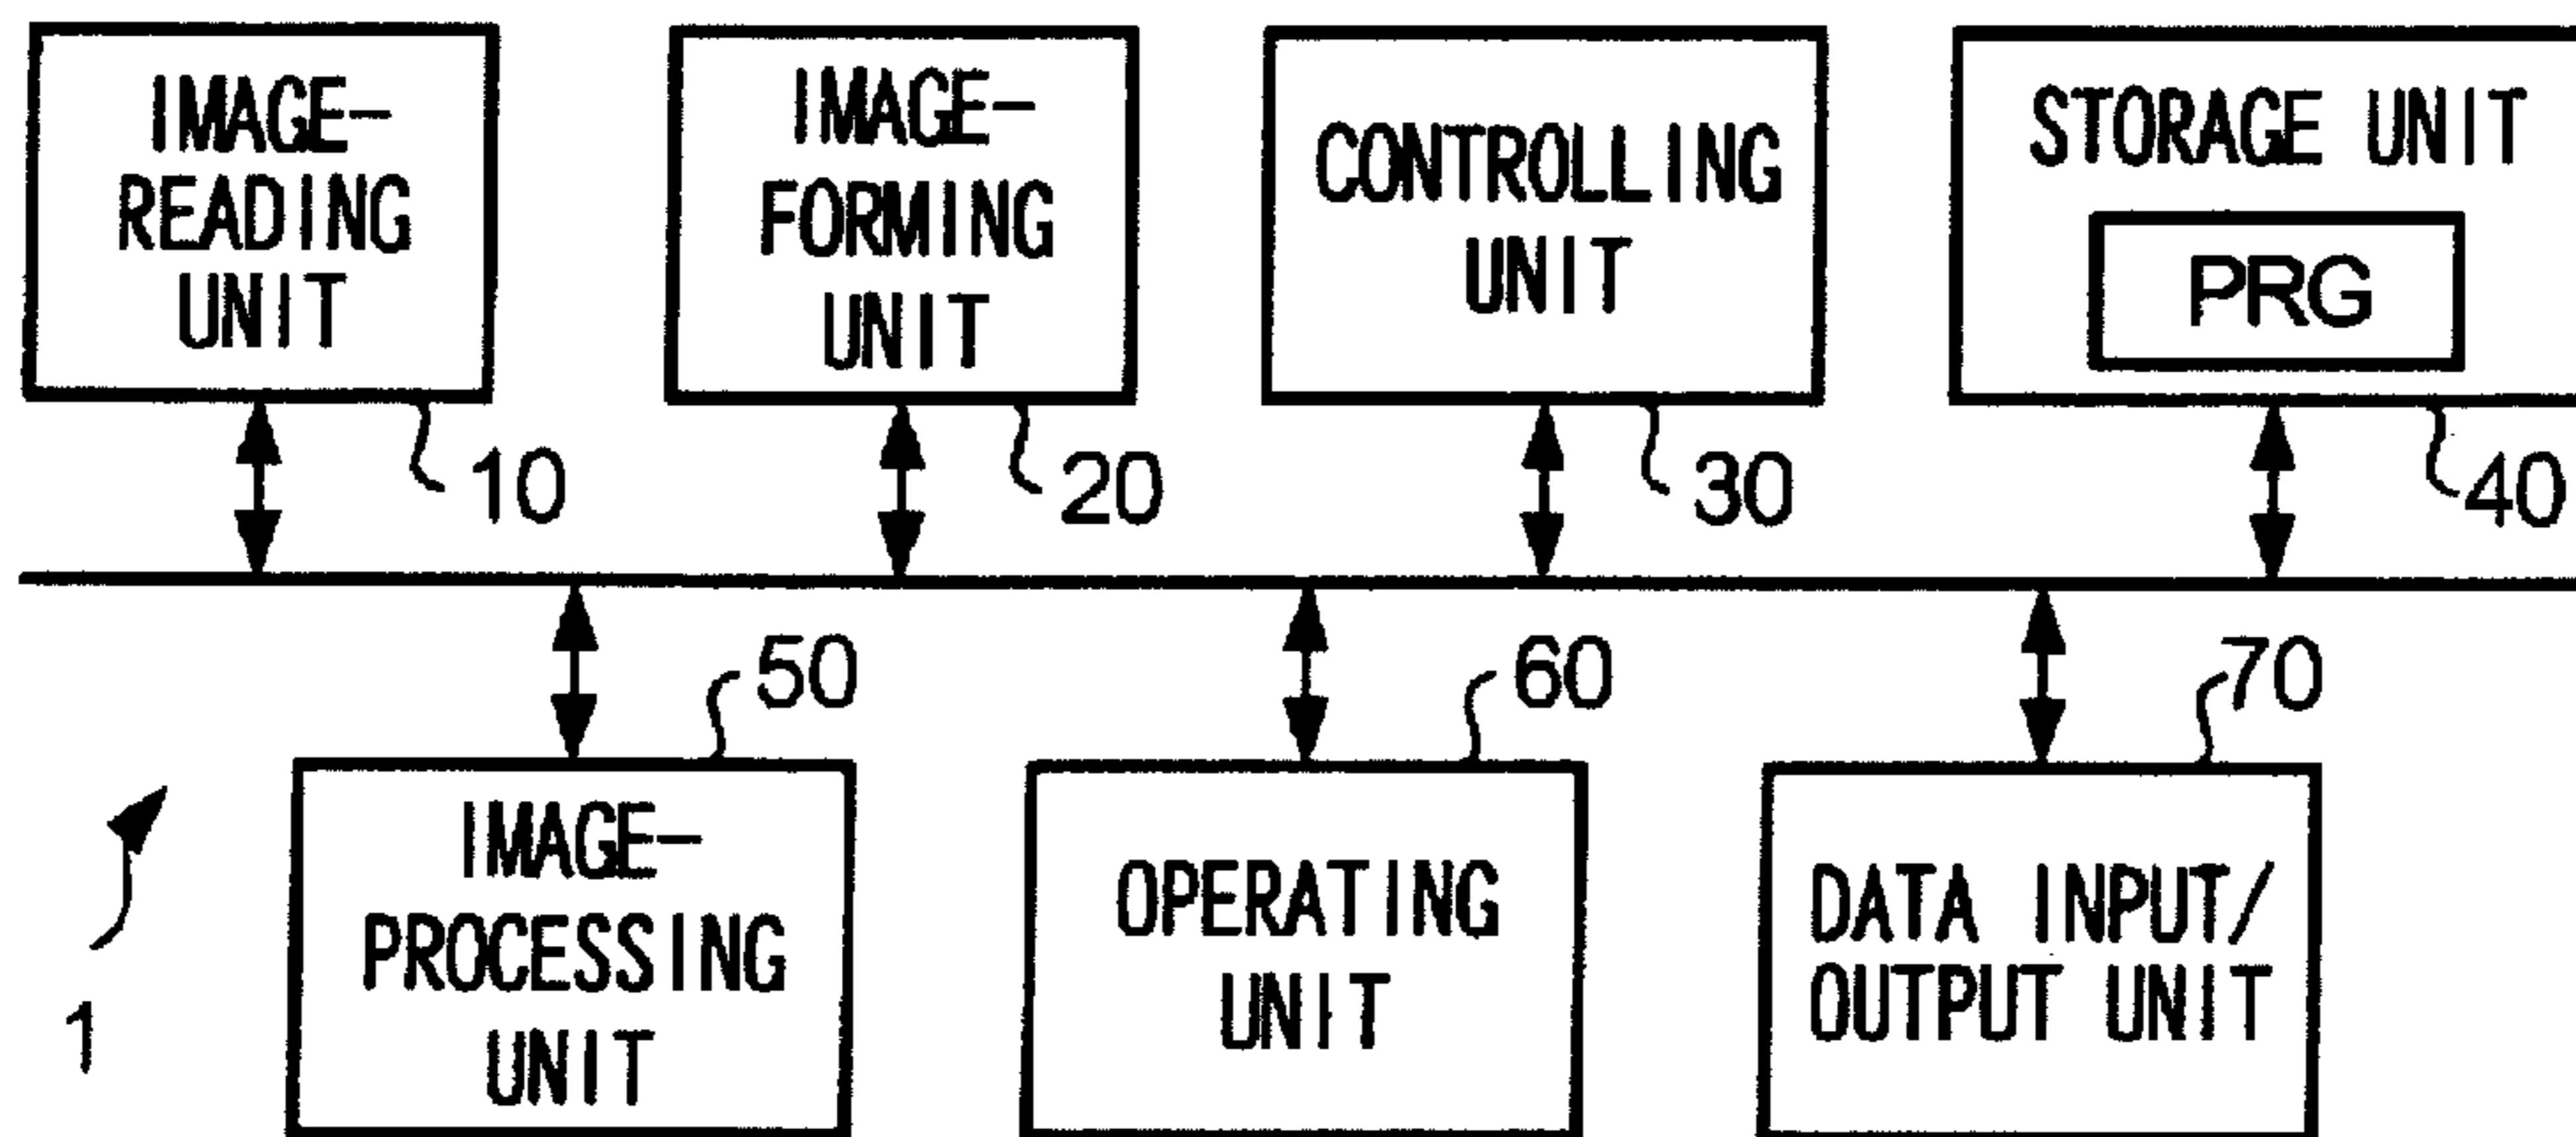 IMAGE-
READING
UNIT
IMAGE-
FORMING
UNIT
CONTROLLING
UNIT
STORAGE UNIT
PRG
10
20
30
40
50
60
70
IMAGE-
PROCESSING
UNIT
OPERATING
UNIT
DATA INPUT/
OUTPUT UNIT
1